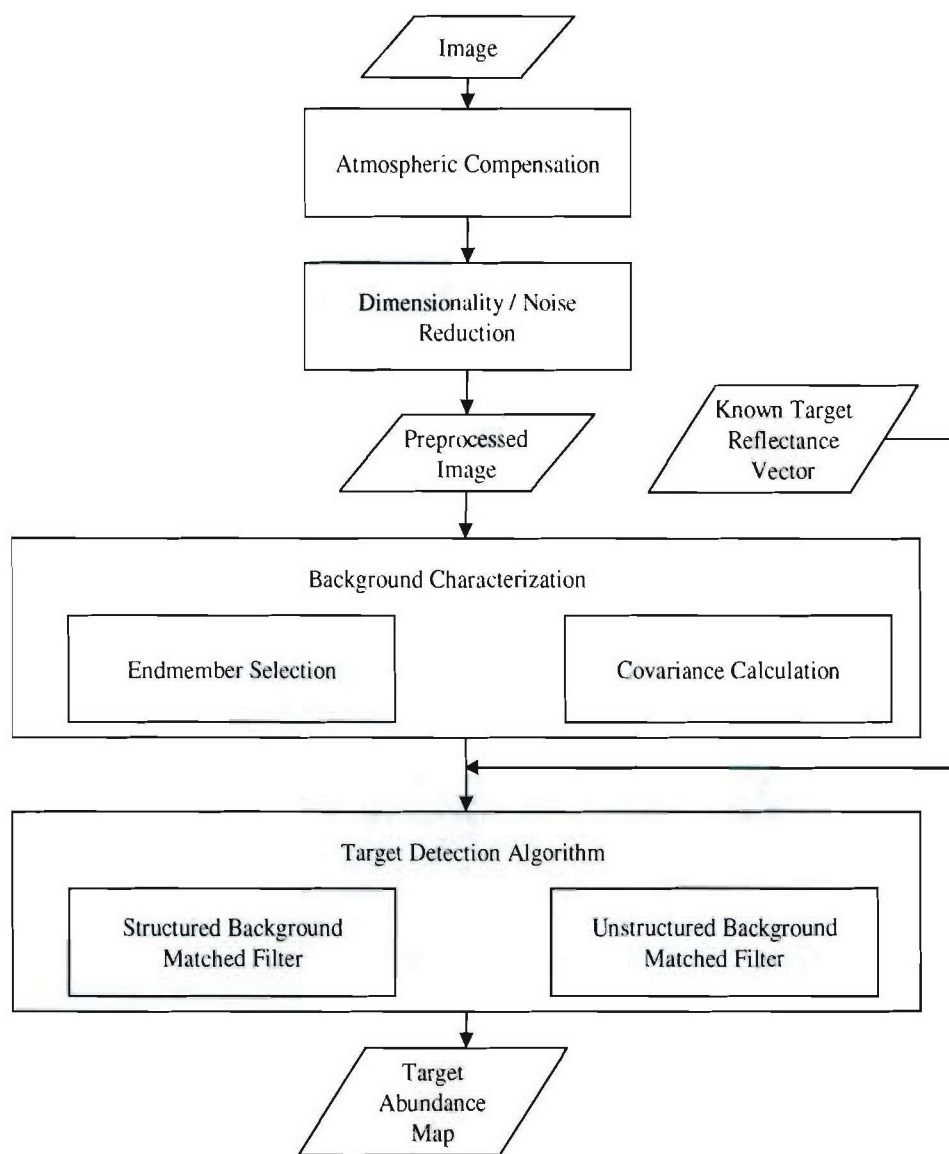 Image
Atmospheric Compensation
Dimensionality / Noise
Reduction
Preprocessed
Image
Known Target
Reflectance
Vector
Background Characterization
Endmember Selection
Covariance Calculation
Target Detection Algorithm
Structured Background
Matched Filter
Unstructured Background
Matched Filter
Target
Abundance
Map